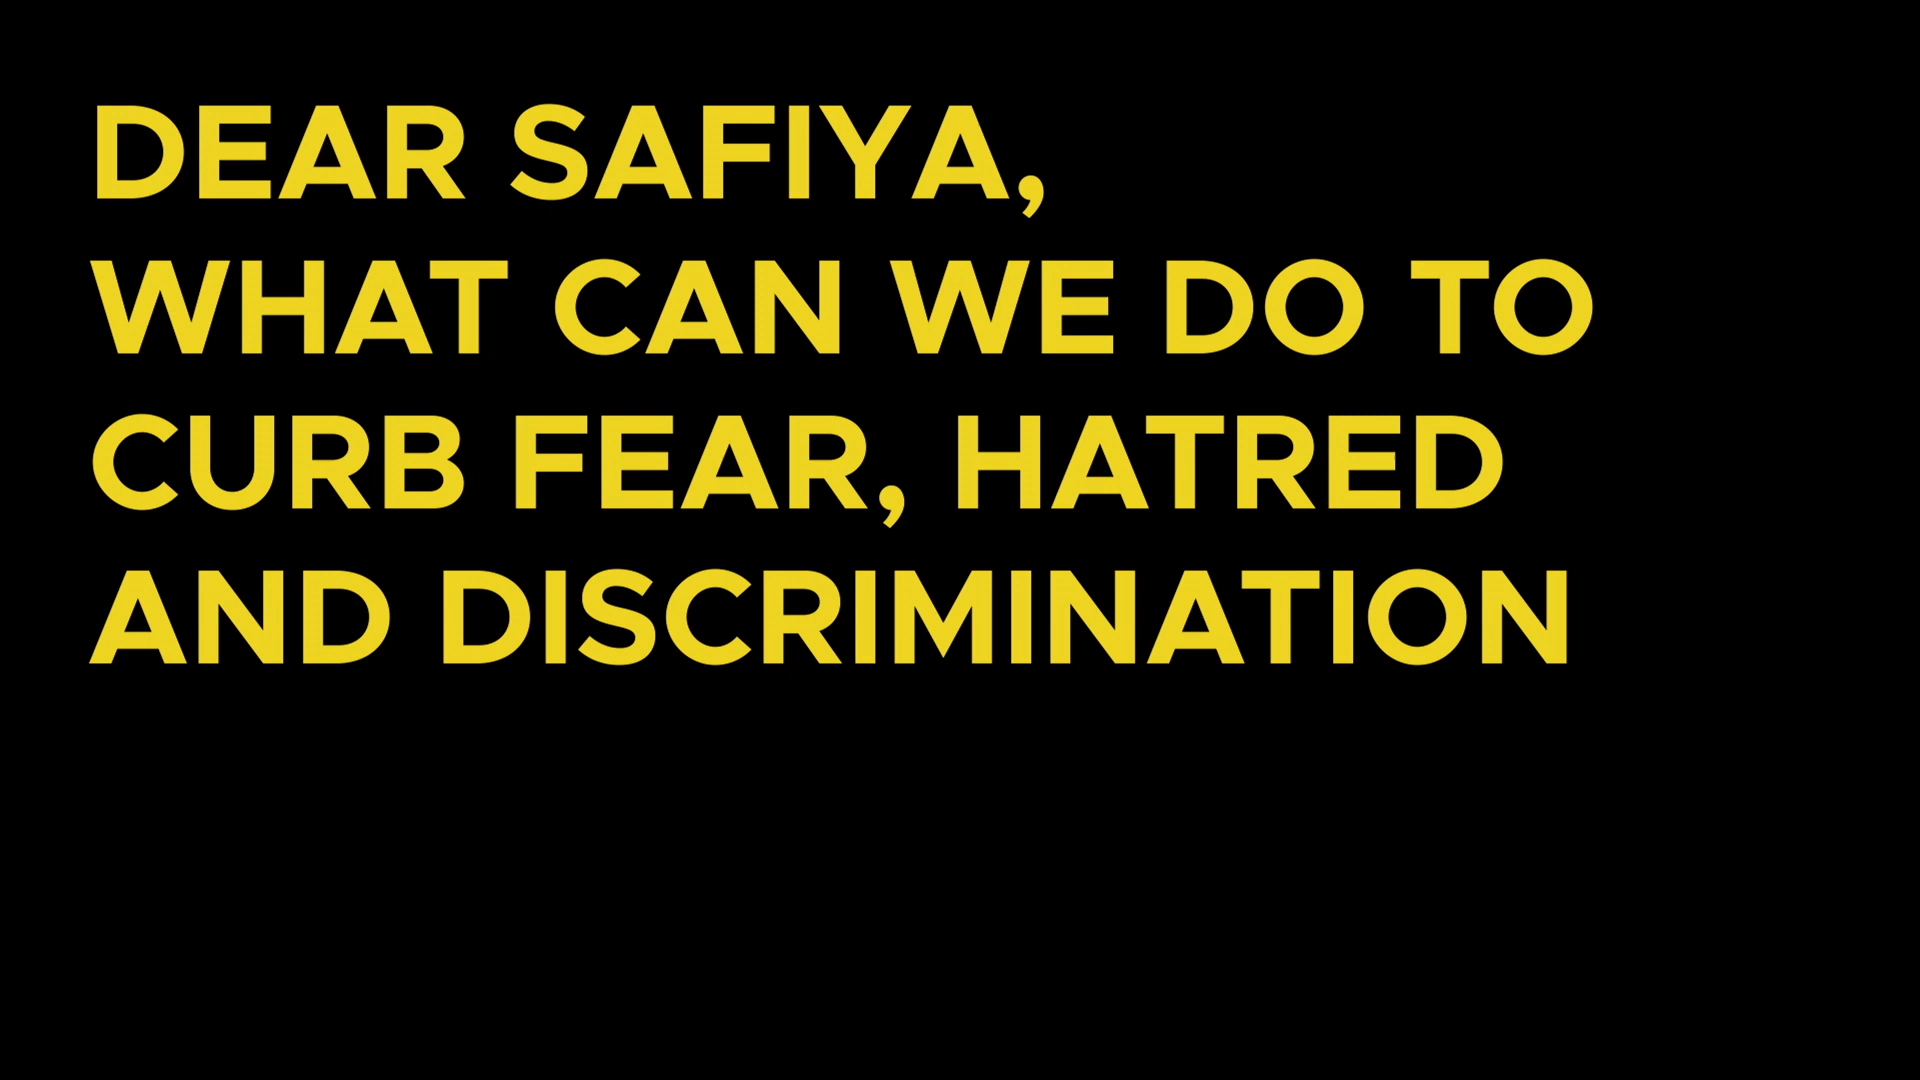 DEAR SAFIYA,
WHAT CAN WE DO TO
CURB FEAR, HATRED
AND DISCRIMINATION